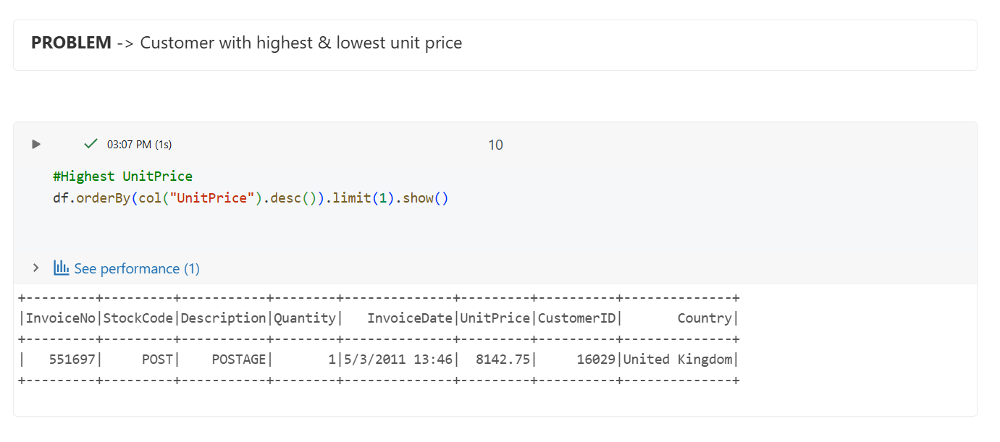 PROBLEM -> Customer with highest & lowest unit price
03:07 PM (1s)
10
#Highest UnitPrice
df.orderBy(col("UnitPrice").desc()).limit(1).show()
See performance (1)
+---------+---------+-----------+--------+--------------+---------+----------+--------------+
|InvoiceNo|StockCode|Description|Quantity|   InvoiceDate|UnitPrice|CustomerID|       Country|
+---------+---------+-----------+--------+--------------+---------+----------+--------------+
|   551697|     POST|    POSTAGE|       1|5/3/2011 13:46|  8142.75|     16029|United Kingdom|
+---------+---------+-----------+--------+--------------+---------+----------+--------------+